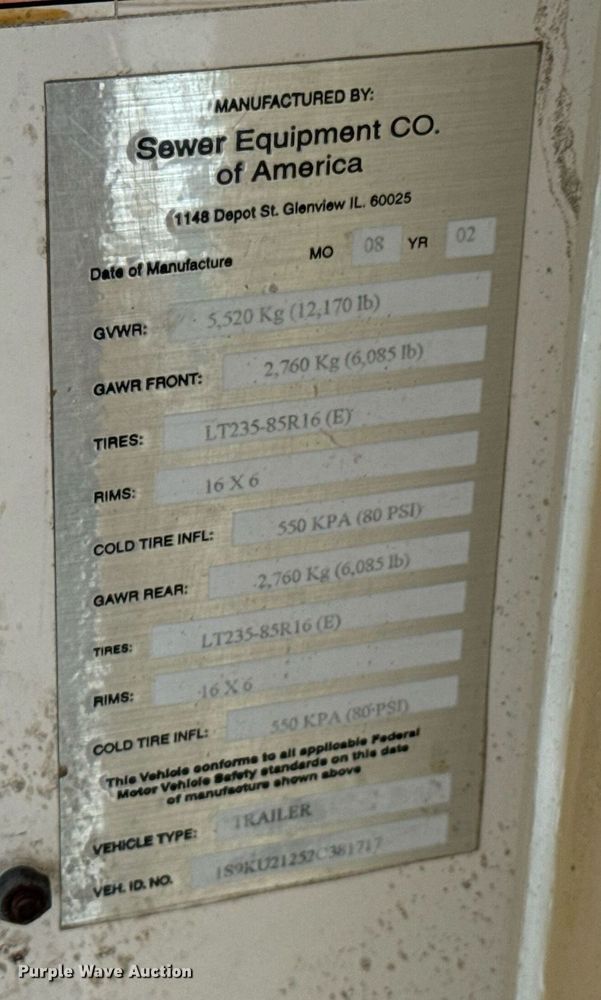 MANUFACTURED BY:
Sewer Equipment CO.
of America
1148 Depot St. Glenview IL. 60025
Date of Manufacture MO 08 YR 02
GVWR: 5,520 Kg (12,170 lb)
GAWR FRONT: 2,760 Kg (6,085 lb)
TIRES: LT235-85R16 (E)
RIMS: 16 X 6
COLD TIRE INFL: 550 KPA (80 PSI)
GAWR REAR: 2,760 Kg (6,085 lb)
TIRES: LT235-85R16 (E)
RIMS: 16 X 6
COLD TIRE INFL: 550 KPA (80 PSI)
This Vehicle conforms to all applicable Federal
Motor Vehicle Safety standards on this date
of manufacture shown above
VEHICLE TYPE: TRAILER
VEH. ID. NO.
Purple Wave Auction